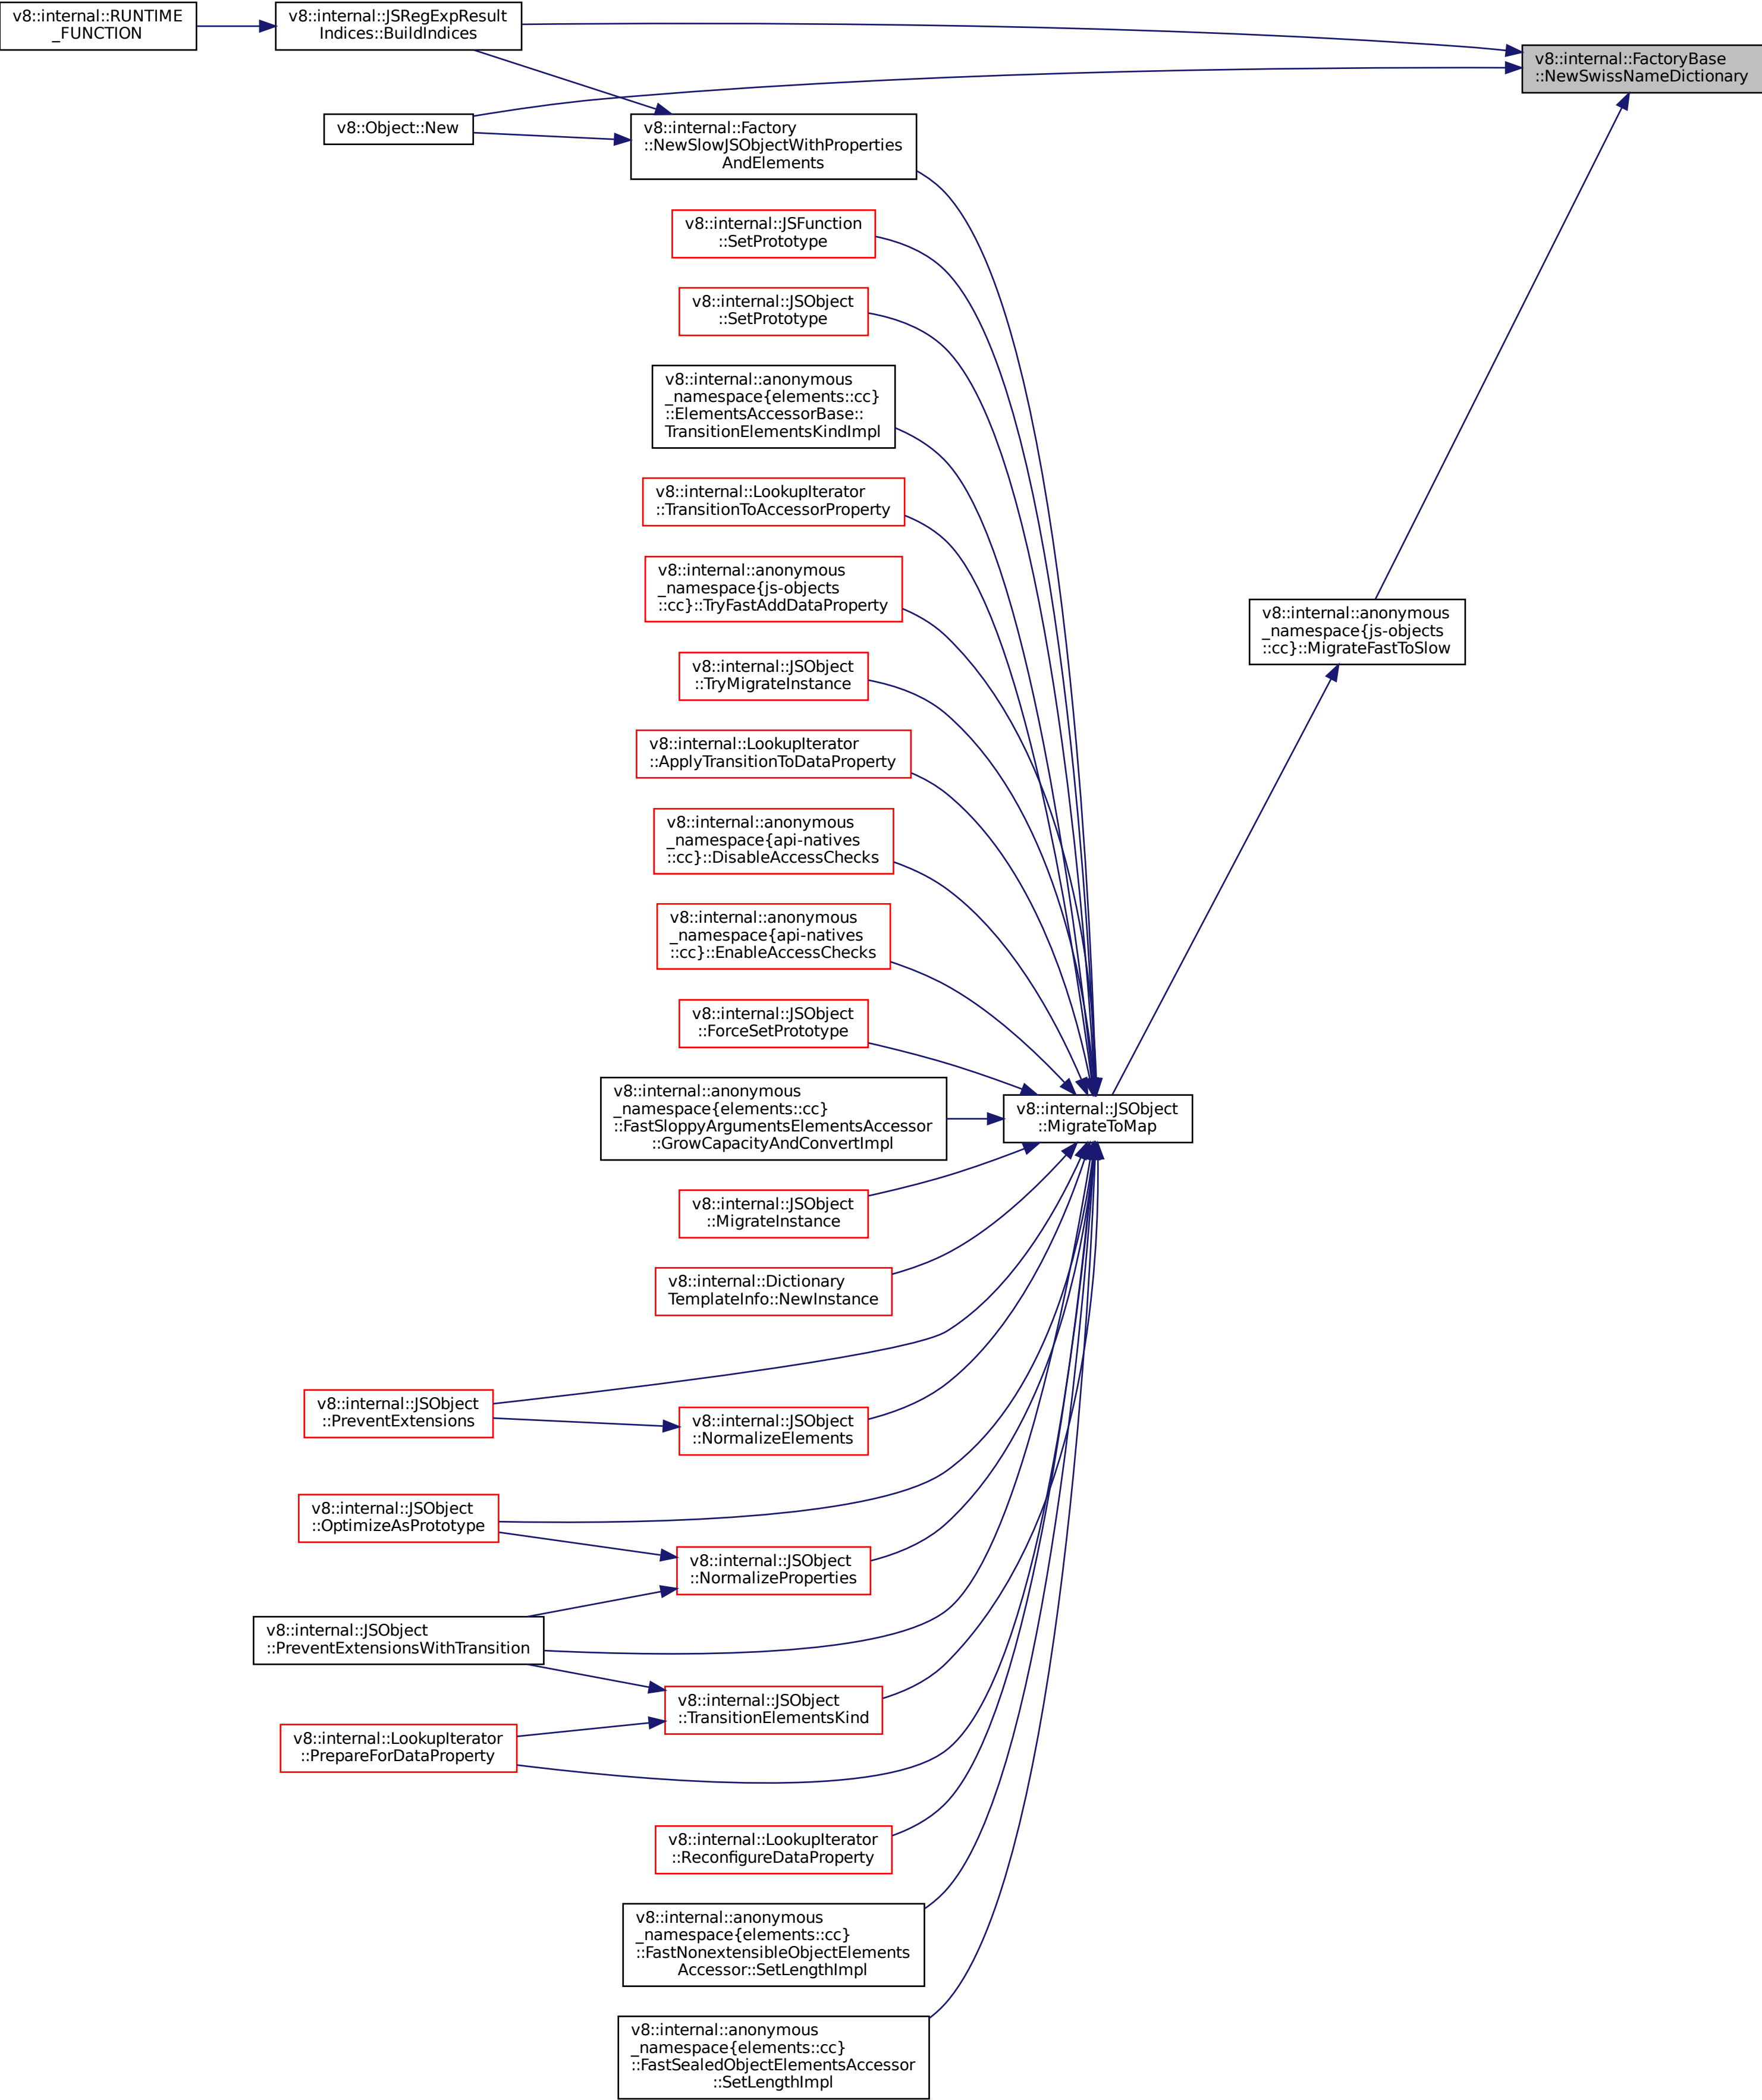 v8::internal::RUNTIME
_FUNCTION
v8::internal::JSRegExpResult
Indices::BuildIndices
v8::internal::FactoryBase
::NewSwissNameDictionary
v8::Object::New
v8::internal::Factory
::NewSlowJSObjectWithProperties
AndElements
v8::internal::JSFunction
::SetPrototype
v8::internal::JSObject
::SetPrototype
v8::internal::anonymous
_namespace{elements::cc}
::ElementsAccessorBase::
TransitionElementsKindImpl
v8::internal::LookupIterator
::TransitionToAccessorProperty
v8::internal::anonymous
_namespace{js-objects
::cc}::TryFastAddDataProperty
v8::internal::anonymous
_namespace{js-objects
::cc}::MigrateFastToSlow
v8::internal::JSObject
::TryMigrateInstance
v8::internal::LookupIterator
::ApplyTransitionToDataProperty
v8::internal::anonymous
_namespace{api-natives
::cc}::DisableAccessChecks
v8::internal::anonymous
_namespace{api-natives
::cc}::EnableAccessChecks
v8::internal::JSObject
::ForceSetPrototype
v8::internal::anonymous
_namespace{elements::cc}
::FastSloppyArgumentsElementsAccessor
::GrowCapacityAndConvertImpl
v8::internal::JSObject
::MigrateToMap
v8::internal::JSObject
::MigrateInstance
v8::internal::Dictionary
TemplateInfo::NewInstance
v8::internal::JSObject
::PreventExtensions
v8::internal::JSObject
::NormalizeElements
v8::internal::JSObject
::OptimizeAsPrototype
v8::internal::JSObject
::NormalizeProperties
v8::internal::JSObject
::PreventExtensionsWithTransition
v8::internal::JSObject
::TransitionElementsKind
v8::internal::LookupIterator
::PrepareForDataProperty
v8::internal::LookupIterator
::ReconfigureDataProperty
v8::internal::anonymous
_namespace{elements::cc}
::FastNonextensibleObjectElements
Accessor::SetLengthImpl
v8::internal::anonymous
_namespace{elements::cc}
::FastSealedObjectElementsAccessor
::SetLengthImpl